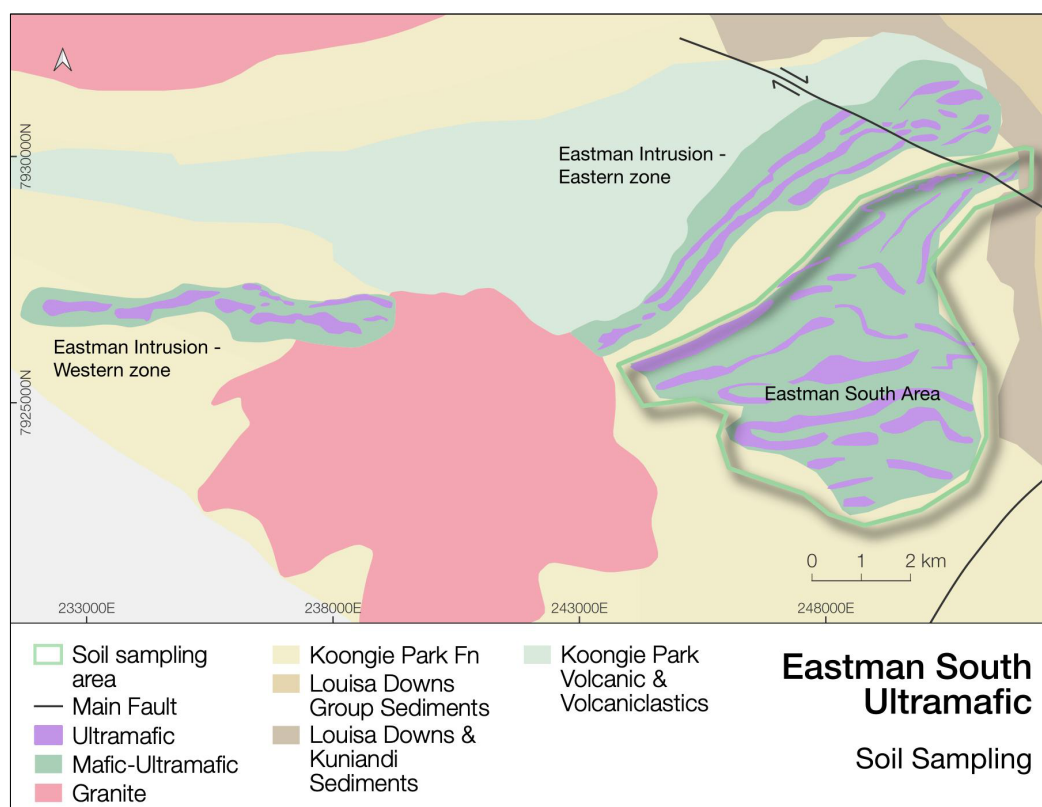 Eastman Intrusion -
Eastern zone
7930000N
Eastman Intrusion -
Western zone
Eastman South Area
7925000N
0 1 2 km
233000E 238000E 243000E 248000E
Soil sampling
area
Main Fault
Ultramafic
Mafic-Ultramafic
Granite
Koongie Park Fn
Louisa Downs
Group Sediments
Louisa Downs &
Kuniandi
Sediments
Koongie Park
Volcanic &
Volcaniclastics
Eastman South
Ultramafic
Soil Sampling